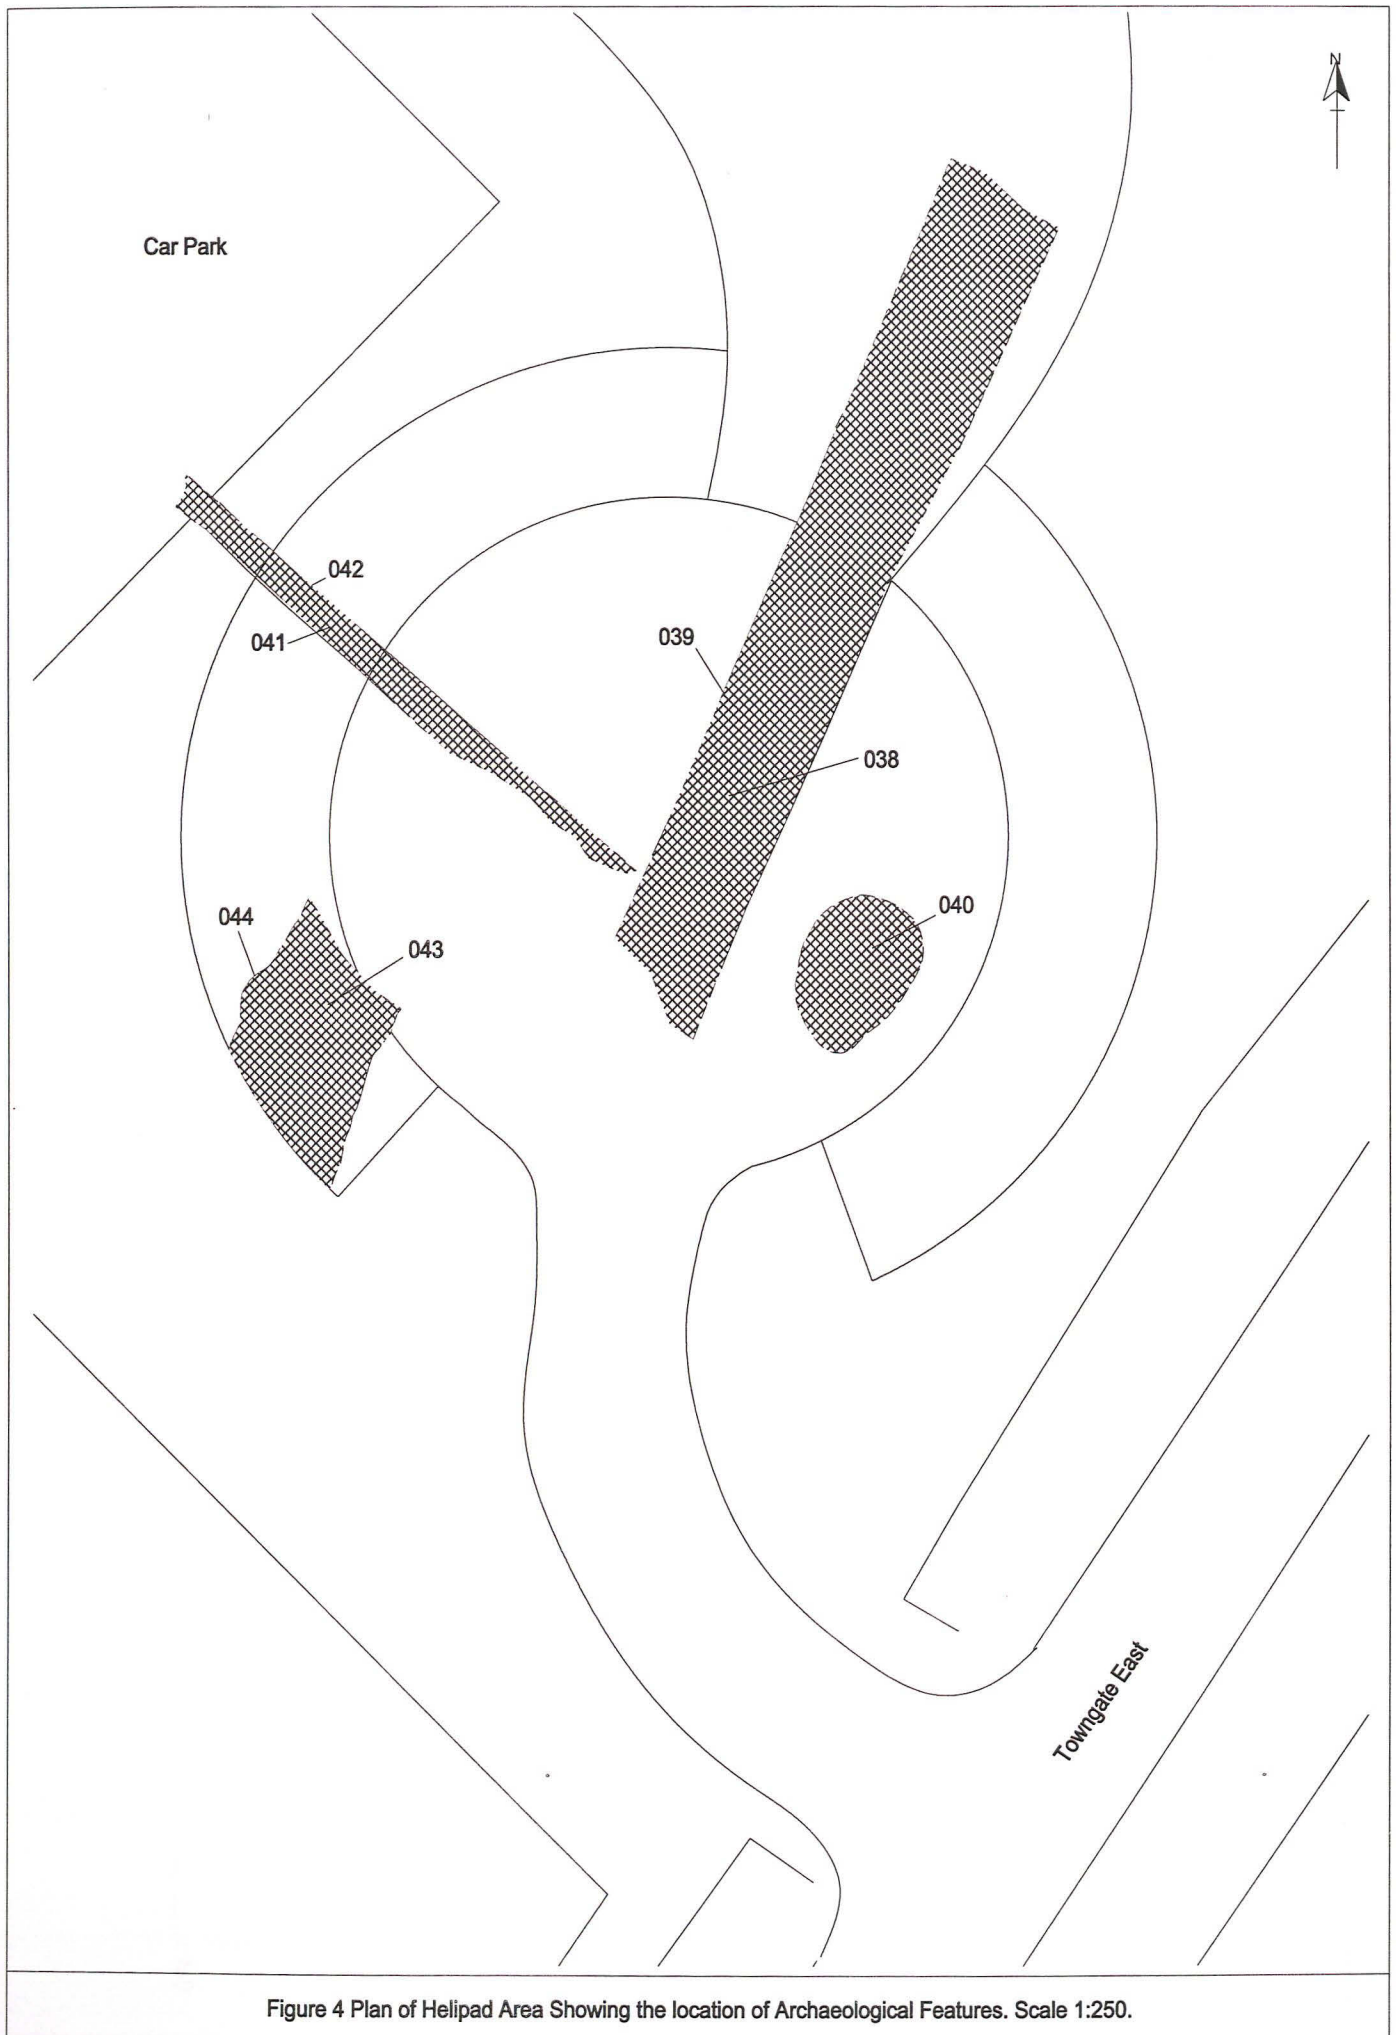 N
Car Park
042
041
039
038
040
044
043
Towngate East
Figure 4 Plan of Helipad Area Showing the location of Archaeological Features. Scale 1:250.